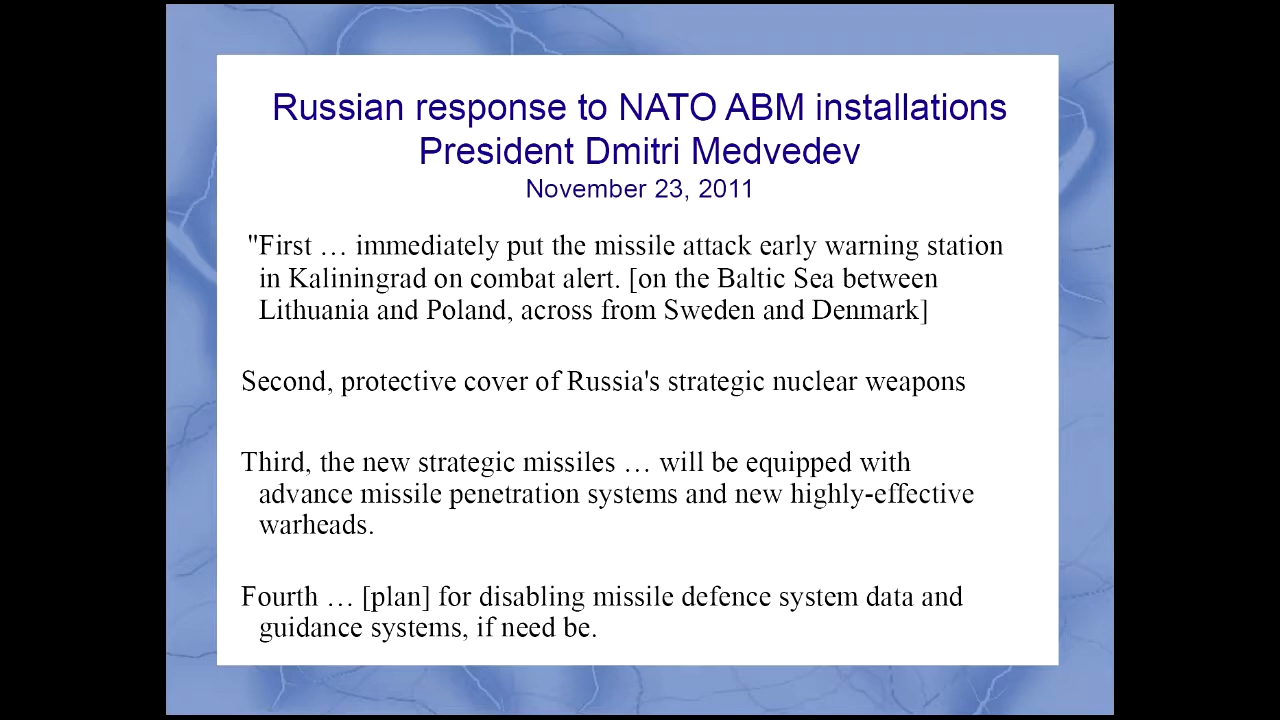 Russian response to NATO ABM installations
President Dmitri Medvedev
November 23, 2011
"First … immediately put the missile attack early warning station
in Kaliningrad on combat alert. [on the Baltic Sea between
Lithuania and Poland, across from Sweden and Denmark]
Second, protective cover of Russia's strategic nuclear weapons
Third, the new strategic missiles … will be equipped with
advance missile penetration systems and new highly-effective
warheads.
Fourth … [plan] for disabling missile defence system data and
guidance systems, if need be.